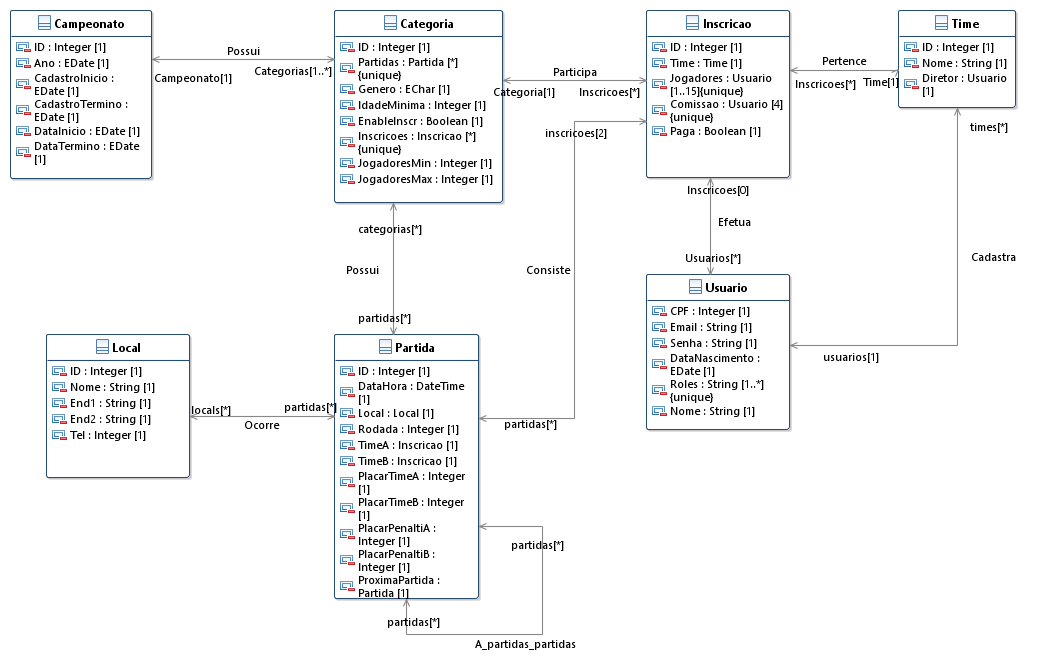 Campeonato
ID : Integer [1]
Ano : EDate [1]
CadastroInicio :
EDate [1]
CadastroTermino :
EDate [1]
DataInicio : EDate [1]
DataTermino : EDate
[1]
Possui
Campeonato[1]
Categorias[1..*]
Categoria
ID : Integer [1]
Partidas : Partida [*]
{unique}
Genero : EChar [1]
IdadeMinima : Integer [1]
EnableInscr : Boolean [1]
Inscricoes : Inscricao [*]
{unique}
JogadoresMin : Integer [1]
JogadoresMax : Integer [1]
Participa
Categoria[1]
Inscricoes[*]
inscricoes[2]
Inscricao
ID : Integer [1]
Time : Time [1]
Jogadores : Usuario
[1..15]{unique}
Comissao : Usuario [4]
{unique}
Paga : Boolean [1]
Pertence
Inscricoes[*]
Time[1]
Time
ID : Integer [1]
Nome : String [1]
Diretor : Usuario
[1]
times[*]
Cadastra
usuarios[1]
Inscricoes[0]
Efetua
Usuarios[*]
Usuario
CPF : Integer [1]
Email : String [1]
Senha : String [1]
DataNascimento :
EDate [1]
Roles : String [1..*]
{unique}
Nome : String [1]
categorias[*]
Possui
partidas[*]
Consiste
partidas[*]
Local
ID : Integer [1]
Nome : String [1]
End1 : String [1]
End2 : String [1]
Tel : Integer [1]
locals[*]
partidas[*]
Ocorre
Partida
ID : Integer [1]
DataHora : DateTime
[1]
Local : Local [1]
Rodada : Integer [1]
TimeA : Inscricao [1]
TimeB : Inscricao [1]
PlacarTimeA : Integer
[1]
PlacarTimeB : Integer
[1]
PlacarPenaltiA :
Integer [1]
PlacarPenaltiB :
Integer [1]
ProximaPartida :
Partida [1]
partidas[*]
partidas[*]
A_partidas_partidas